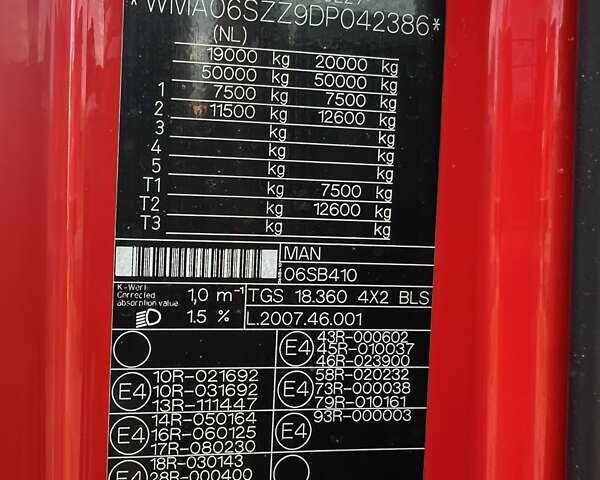 *WMA06SZZ9DP042386*
(NL)
19000 kg 20000 kg
50000 kg 50000 kg
1 7500 kg 7500 kg
2 11500 kg 12600 kg
3 kg kg
4 kg kg
5 kg kg
T1 kg 7500 kg
T2 kg 12600 kg
T3 kg kg
MAN
06SB410
K-Wert
Corrected
absorption value
1,0 m⁻¹
TGS 18.360 4X2 BLS
1.5 %
L.2007.46.001
E4
43R-000602
45R-010037
46R-023900
E4
10R-021692
10R-031692
13R-111447
E4
58R-020232
73R-000038
79R-010161
E4
14R-050164
16R-060125
17R-080230
E4
93R-000003
E4
18R-030143
28R-000400